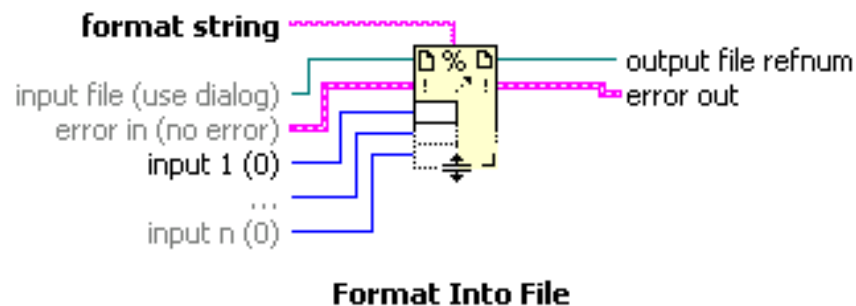 format string
input file (use dialog)
error in (no error)
input 1 (0)
...
input n (0)
%
!
!
output file refnum
error out
Format Into File